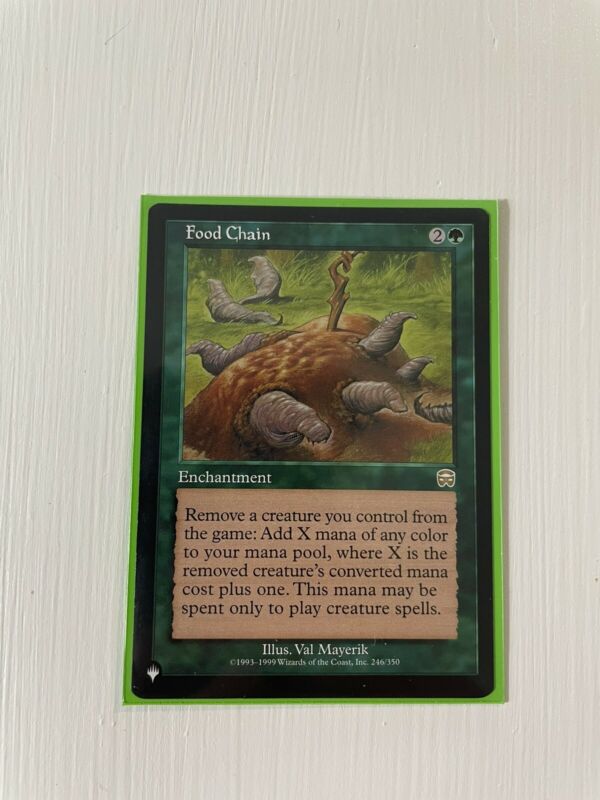 Food Chain 2
Enchantment
Remove a creature you control from
the game: Add X mana of any color
to your mana pool, where X is the
removed creature's converted mana
cost plus one. This mana may be
spent only to play creature spells.
Illus. Val Mayerik
©1993–1999 Wizards of the Coast, Inc. 246/350